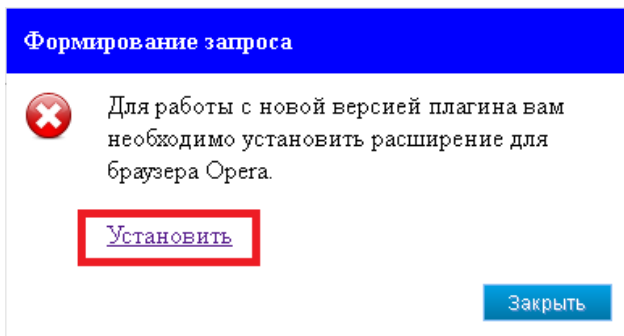 Формирование запроса
Для работы с новой версией плагина вам
необходимо установить расширение для
браузера Opera.
Установить
Закрыть